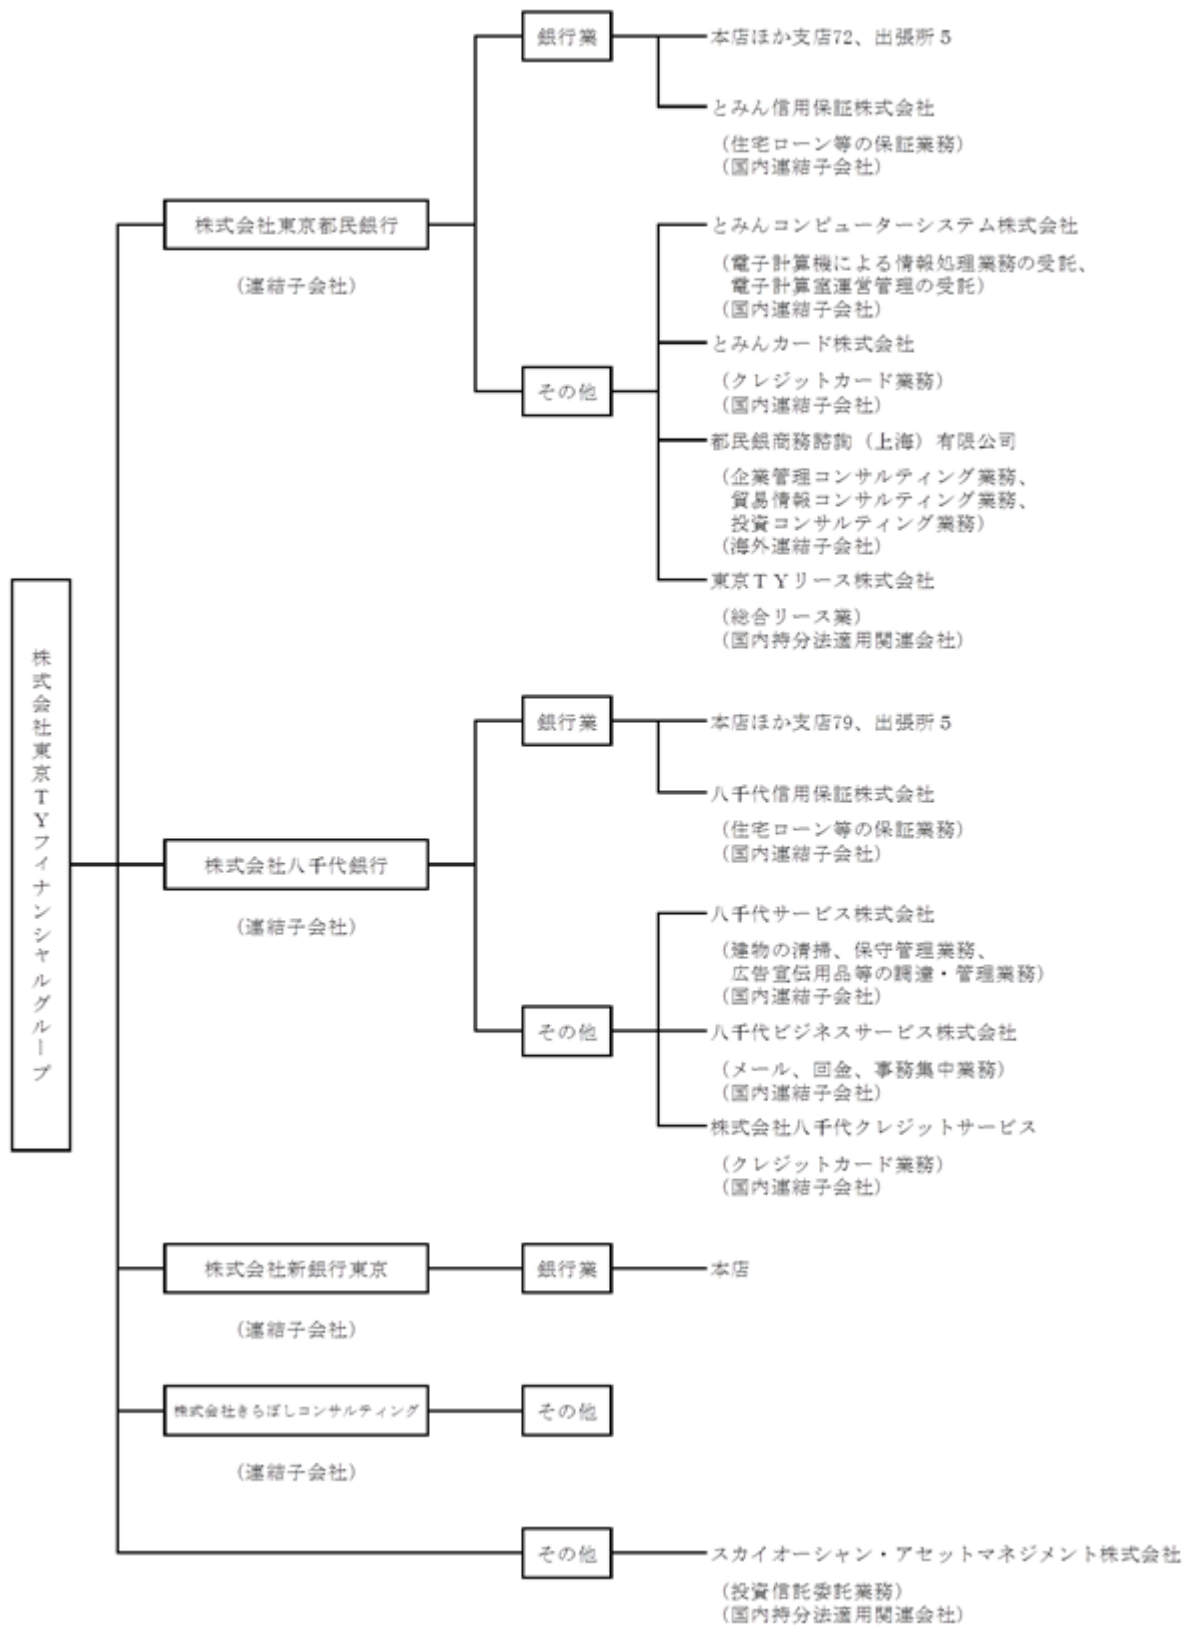 株式会社東京TYフィナンシャルグループ
株式会社東京都民銀行
(連結子会社)
銀行業
本店ほか支店72、出張所5
とみん信用保証株式会社
(住宅ローン等の保証業務)
(国内連結子会社)
その他
とみんコンピューターシステム株式会社
(電子計算機による情報処理業務の受託、
電子計算室運営管理の受託)
(国内連結子会社)
とみんカード株式会社
(クレジットカード業務)
(国内連結子会社)
都民銀商務諮詢(上海)有限公司
(企業管理コンサルティング業務、
貿易情報コンサルティング業務、
投資コンサルティング業務)
(海外連結子会社)
東京TYリース株式会社
(総合リース業)
(国内持分法適用関連会社)
株式会社八千代銀行
(連結子会社)
銀行業
本店ほか支店79、出張所5
八千代信用保証株式会社
(住宅ローン等の保証業務)
(国内連結子会社)
その他
八千代サービス株式会社
(建物の清掃、保守管理業務、
広告宣伝用品等の調達・管理業務)
(国内連結子会社)
八千代ビジネスサービス株式会社
(メール、回金、事務集中業務)
(国内連結子会社)
株式会社八千代クレジットサービス
(クレジットカード業務)
(国内連結子会社)
株式会社新銀行東京
(連結子会社)
銀行業
本店
株式会社きらぼしコンサルティング
(連結子会社)
その他
その他
スカイオーシャン・アセットマネジメント株式会社
(投資信託委託業務)
(国内持分法適用関連会社)